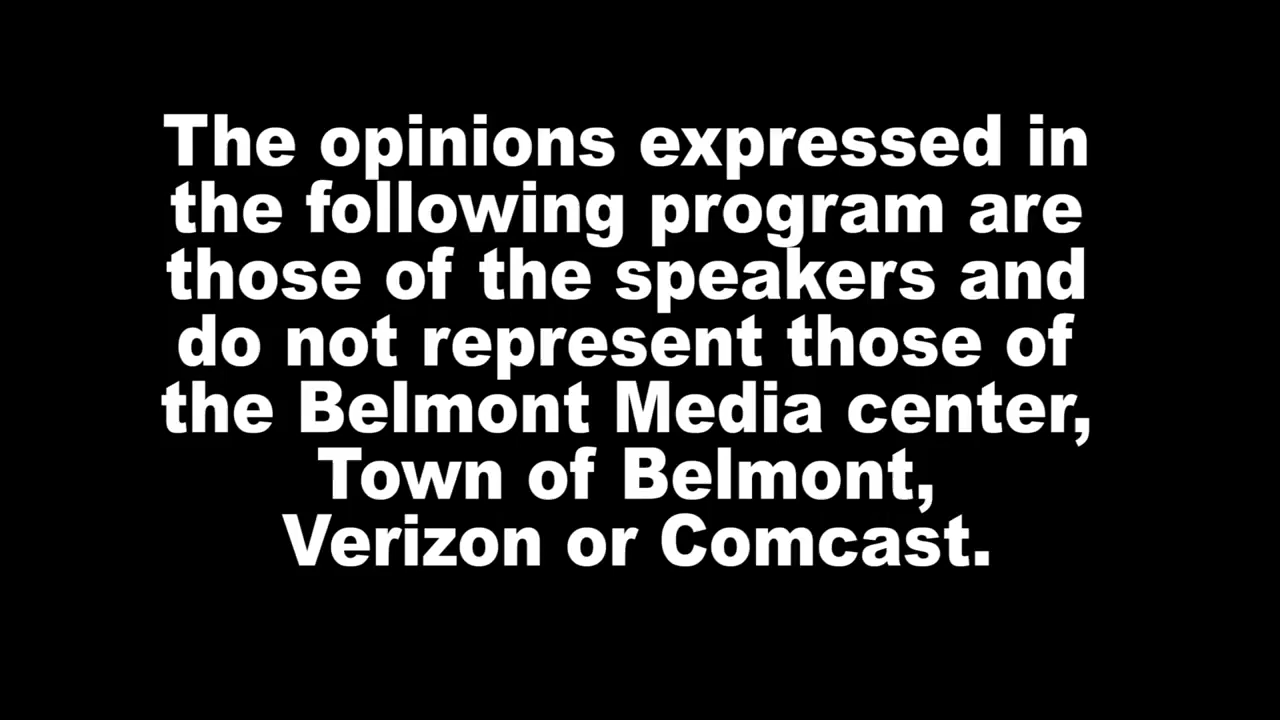 The opinions expressed in
the following program are
those of the speakers and
do not represent those of
the Belmont Media center,
Town of Belmont,
Verizon or Comcast.